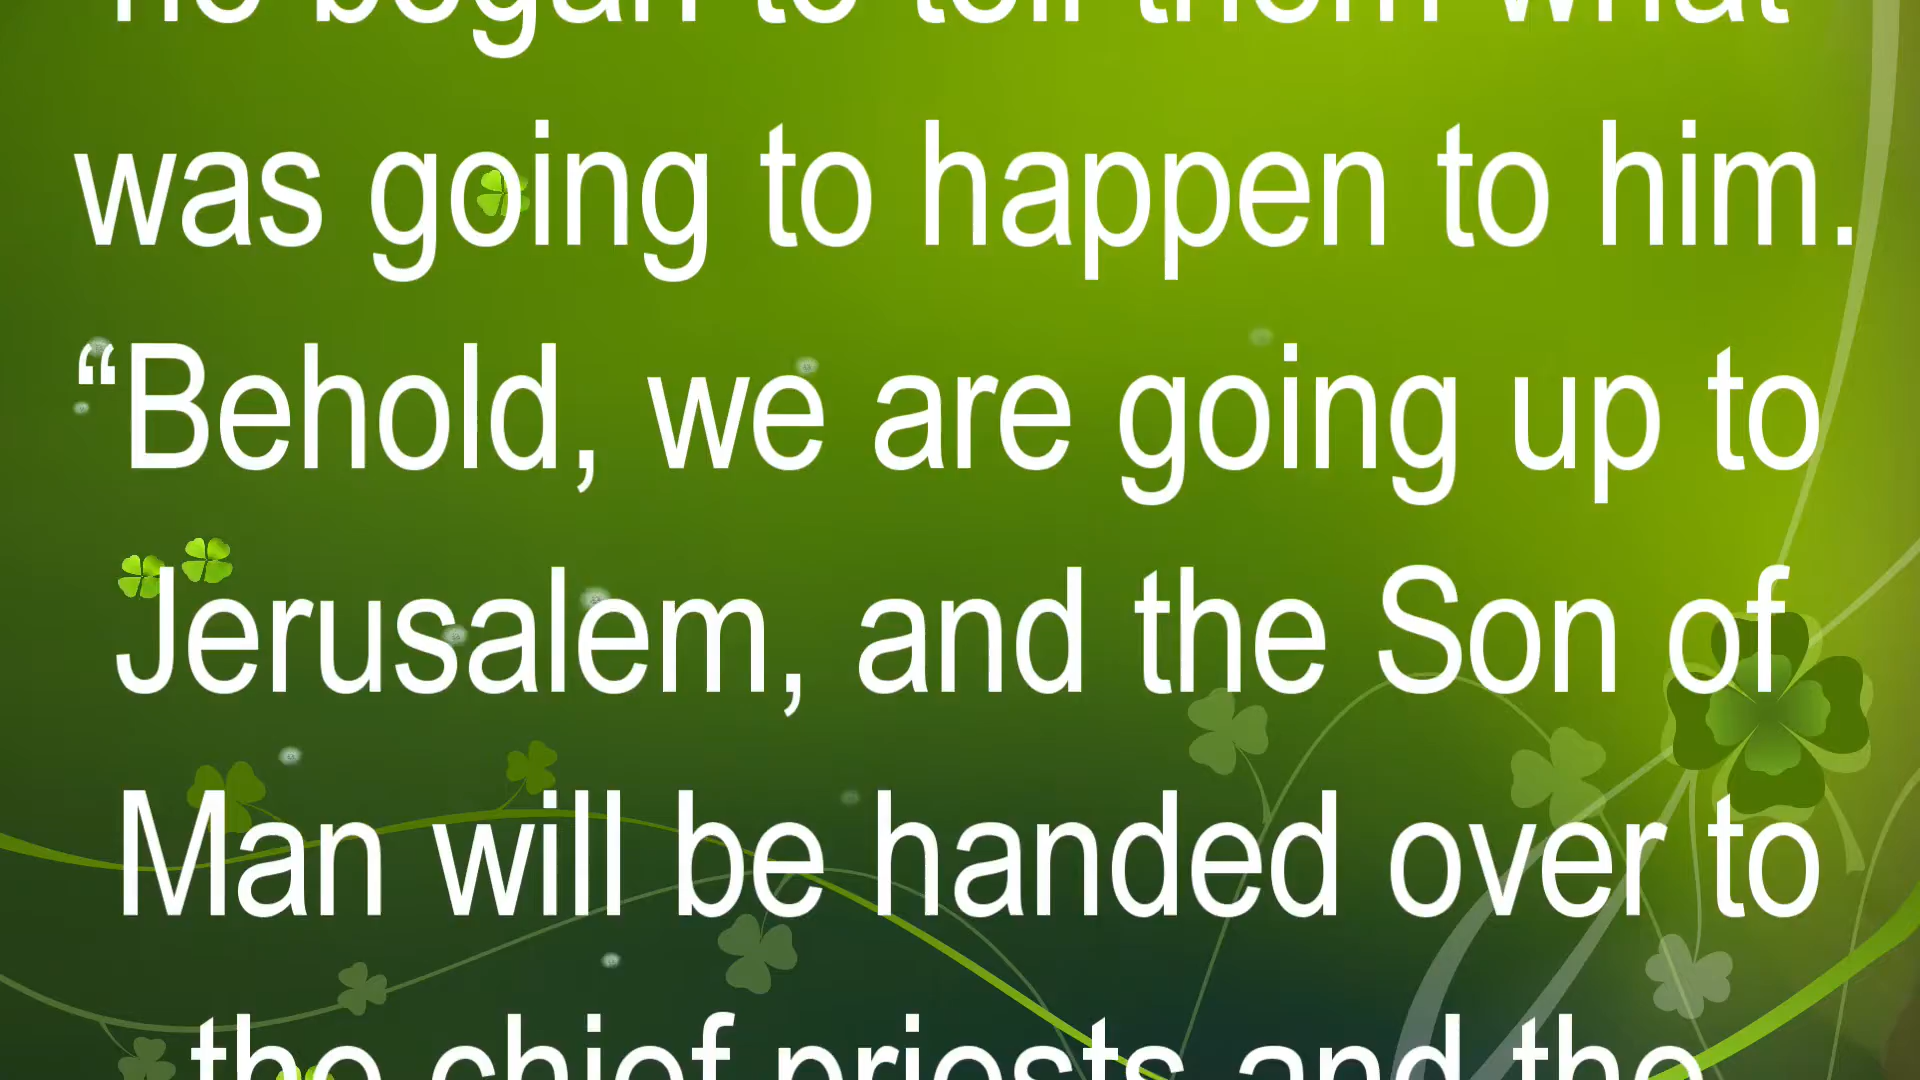 he began to tell them what
was going to happen to him.
“Behold, we are going up to
Jerusalem, and the Son of
Man will be handed over to
the chief priests and the